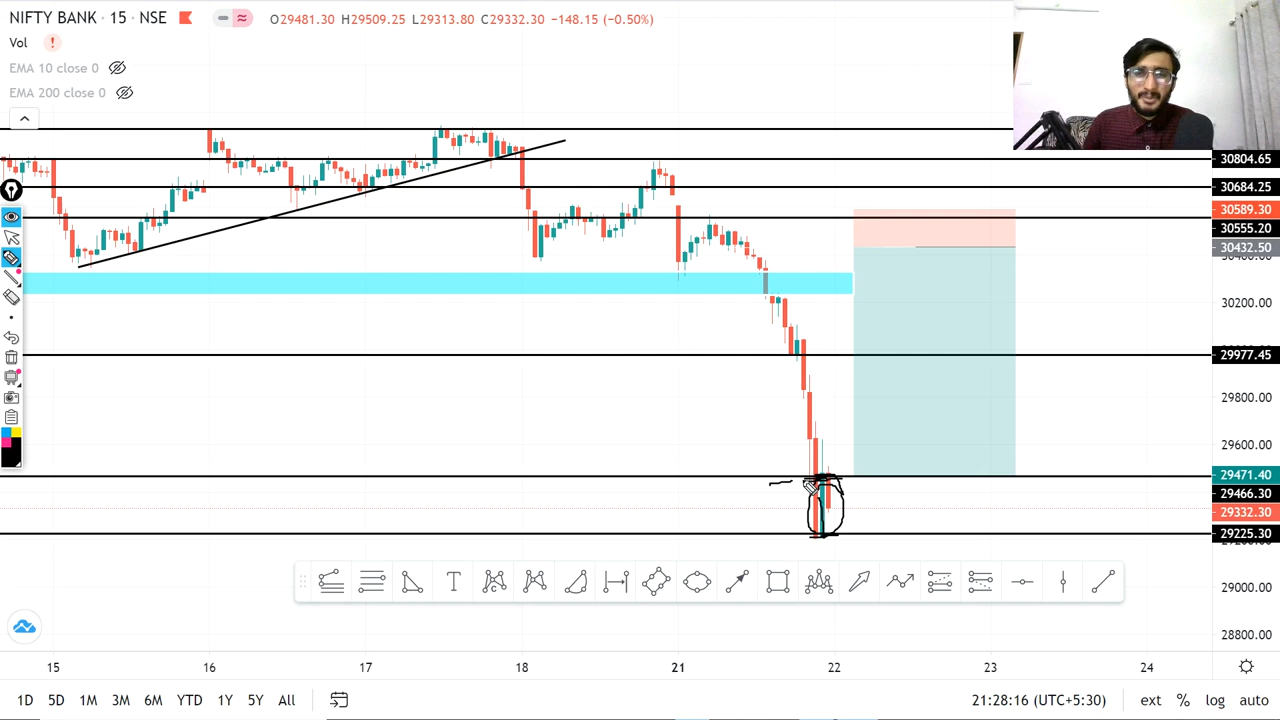 NIFTY BANK · 15 · NSE O29481.30 H29509.25 L29313.80 C29332.30 −148.15 (−0.50%)
Vol !
EMA 10 close 0
EMA 200 close 0
30804.65
30684.25
30589.30
30555.20
30432.50
30200.00
29977.45
29800.00
29600.00
29471.40
29466.30
29332.30
29225.30
29000.00
28800.00
15 16 17 18 21 22 23 24
1D 5D 1M 3M 6M YTD 1Y 5Y All 21:28:16 (UTC+5:30) ext % log auto